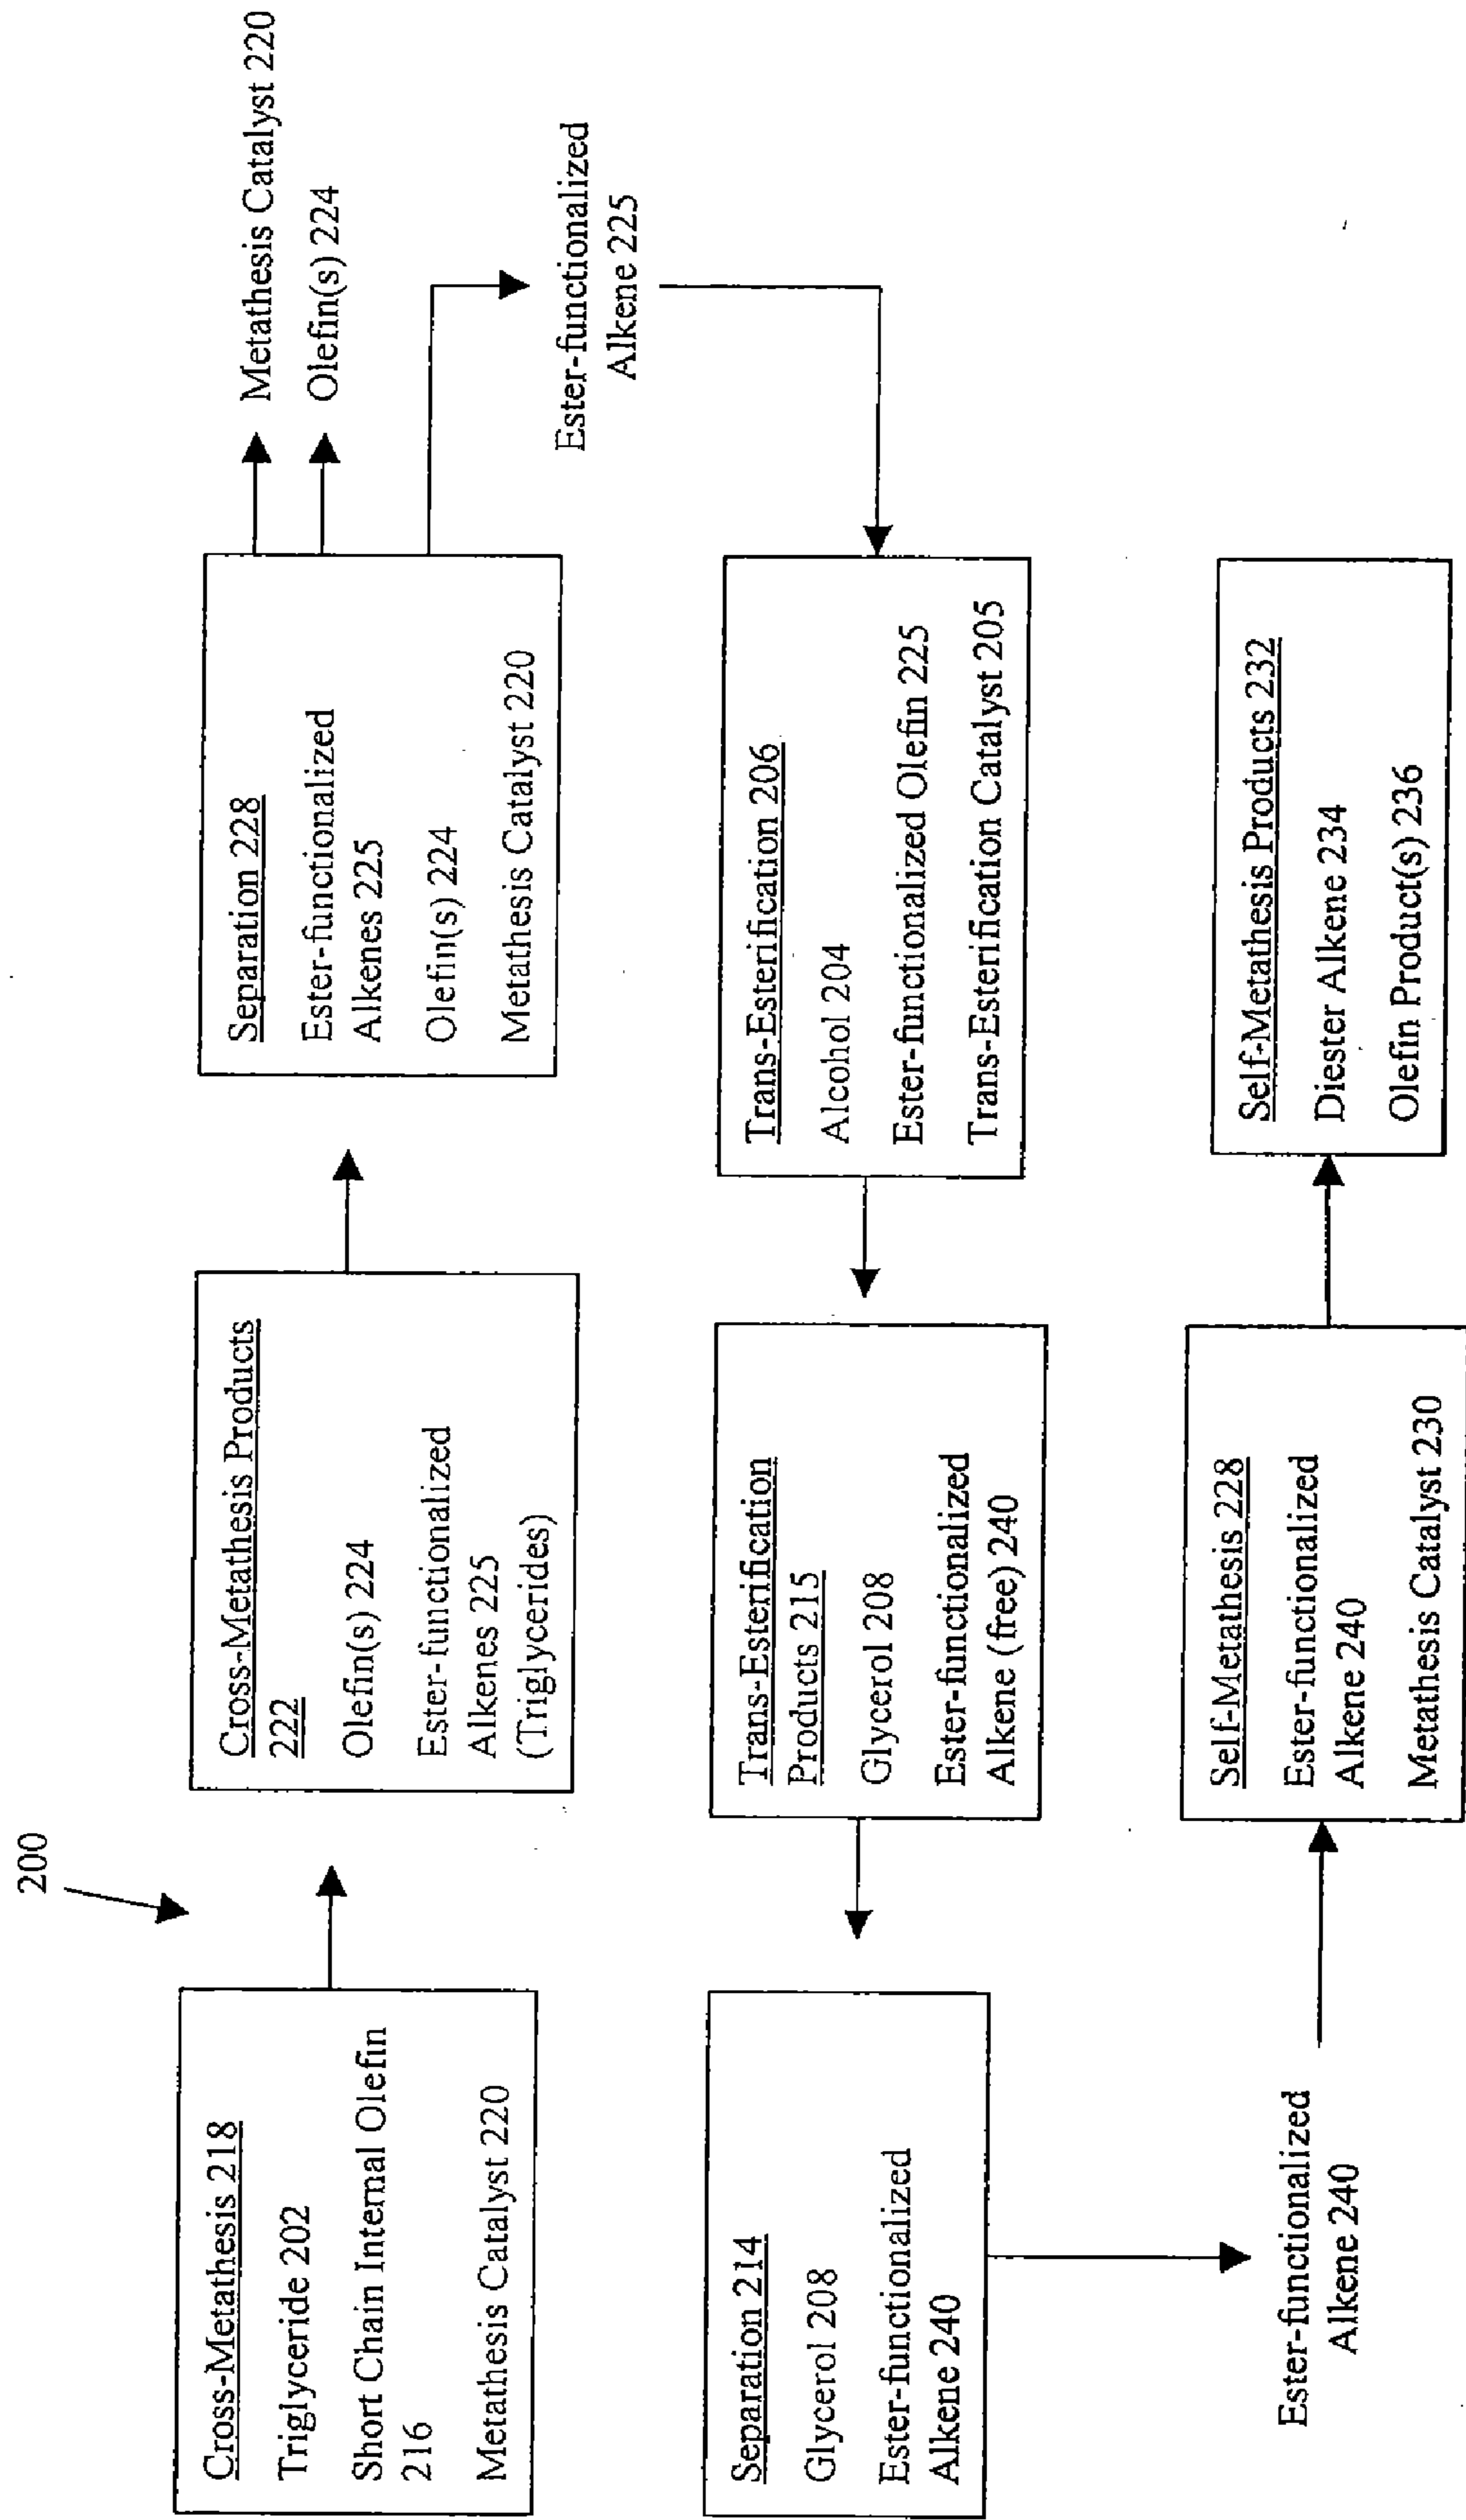 200
Cross-Metathesis 218
Triglyceride 202
Short Chain Internal Olefin
216
Metathesis Catalyst 220
Cross-Metathesis Products
222
Olefin(s) 224
Ester-functionalized
Alkenes 225
(Triglycerides)
Separation 228
Ester-functionalized
Alkenes 225
Olefin(s) 224
Metathesis Catalyst 220
Metathesis Catalyst 220
Olefin(s) 224
Ester-functionalized
Alkene 225
Trans-Esterification 206
Alcohol 204
Ester-functionalized Olefin 225
Trans-Esterification Catalyst 205
Trans-Esterification
Products 215
Glycerol 208
Ester-functionalized
Alkene (free) 240
Separation 214
Glycerol 208
Ester-functionalized
Alkene 240
Ester-functionalized
Alkene 240
Self-Metathesis 228
Ester-functionalized
Alkene 240
Metathesis Catalyst 230
Self-Metathesis Products 232
Diester Alkene 234
Olefin Product(s) 236